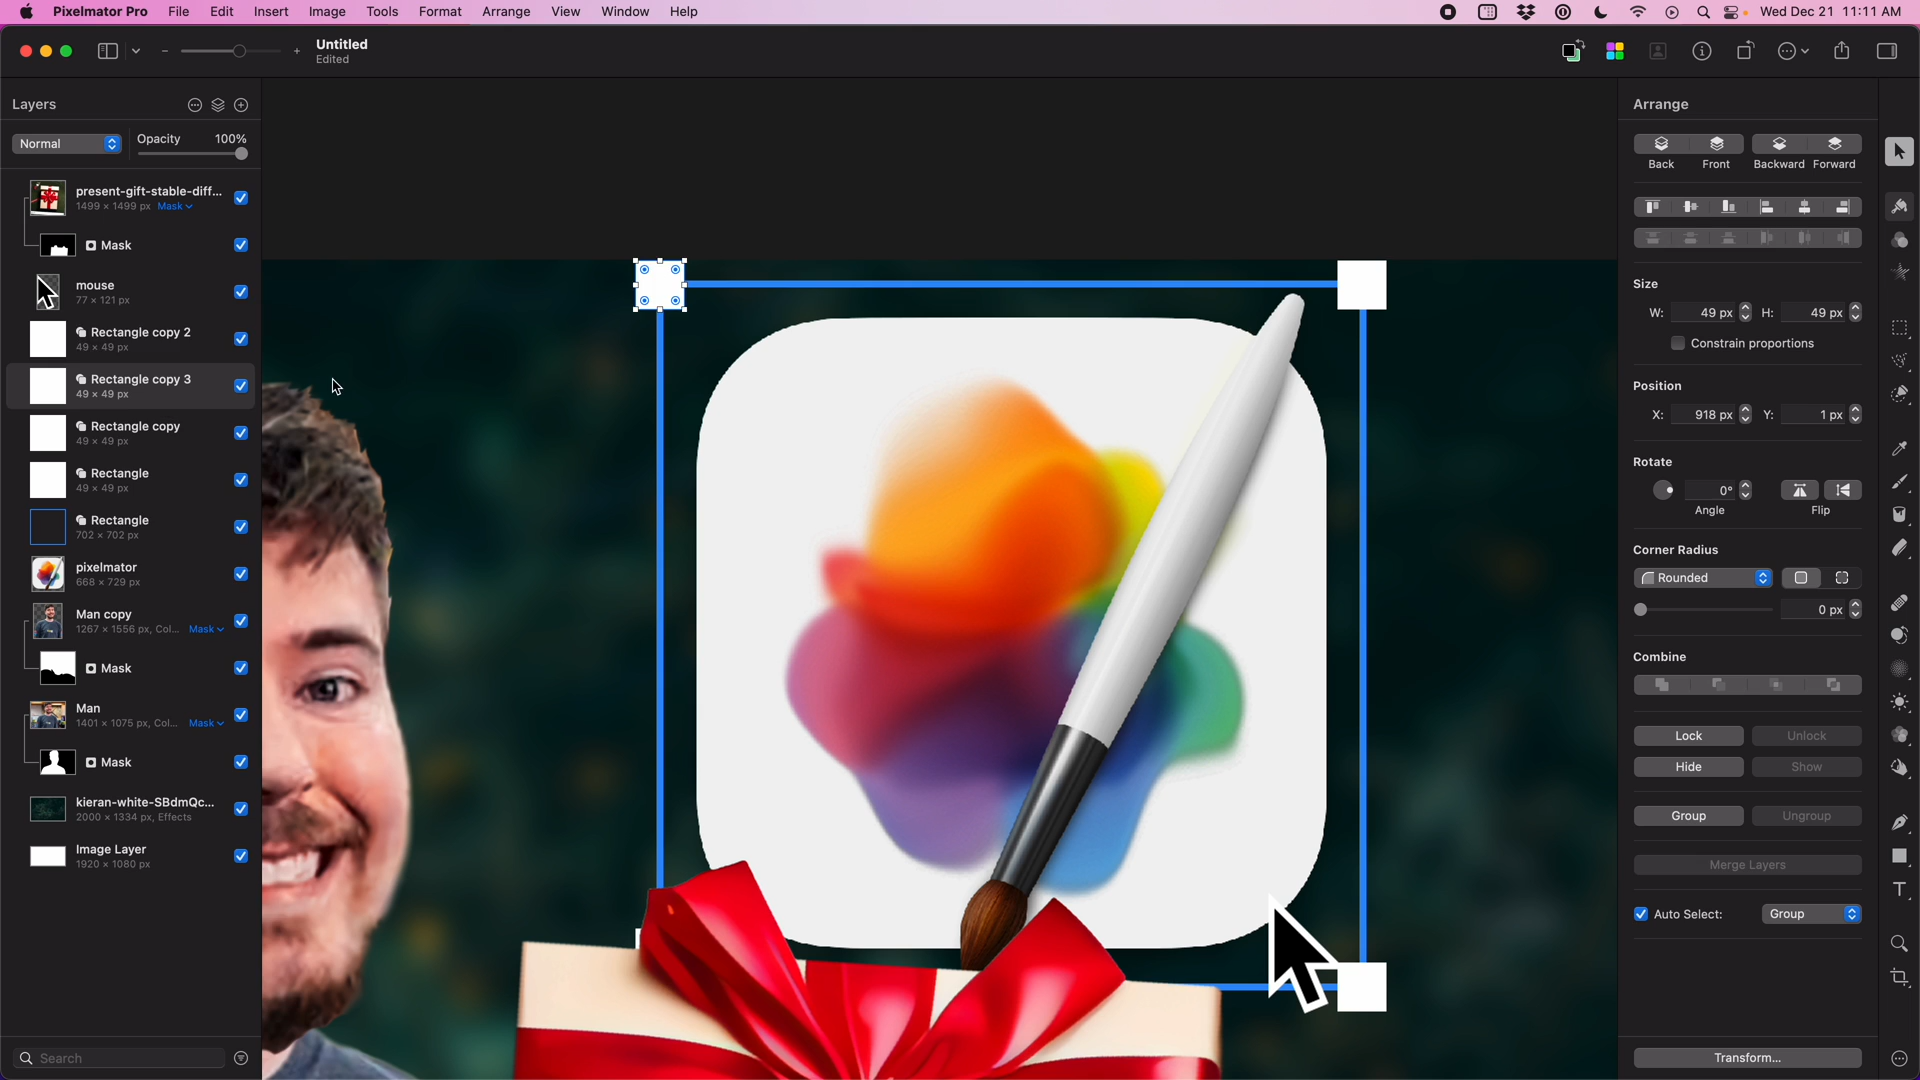 Pixelmator Pro File Edit Insert Image Tools Format Arrange View Window Help Wed Dec 21 11:11 AM
Untitled
Edited
Layers
Normal Opacity 100%
present-gift-stable-diff...
1499 × 1499 px Mask
Mask
mouse
77 × 121 px
Rectangle copy 2
49 × 49 px
Rectangle copy 3
49 × 49 px
Rectangle copy
49 × 49 px
Rectangle
49 × 49 px
Rectangle
702 × 702 px
pixelmator
668 × 729 px
Man copy
1267 × 1556 px, Col... Mask
Mask
Man
1401 × 1075 px, Col... Mask
Mask
kieran-white-SBdmQc...
2000 × 1334 px, Effects
Image Layer
1920 × 1080 px
Search
Arrange
Back Front Backward Forward
Size
W: 49 px H: 49 px
Constrain proportions
Position
X: 918 px Y: 1 px
Rotate
0°
Angle Flip
Corner Radius
Rounded
0 px
Combine
Lock Unlock
Hide Show
Group Ungroup
Merge Layers
Auto Select: Group
Transform...